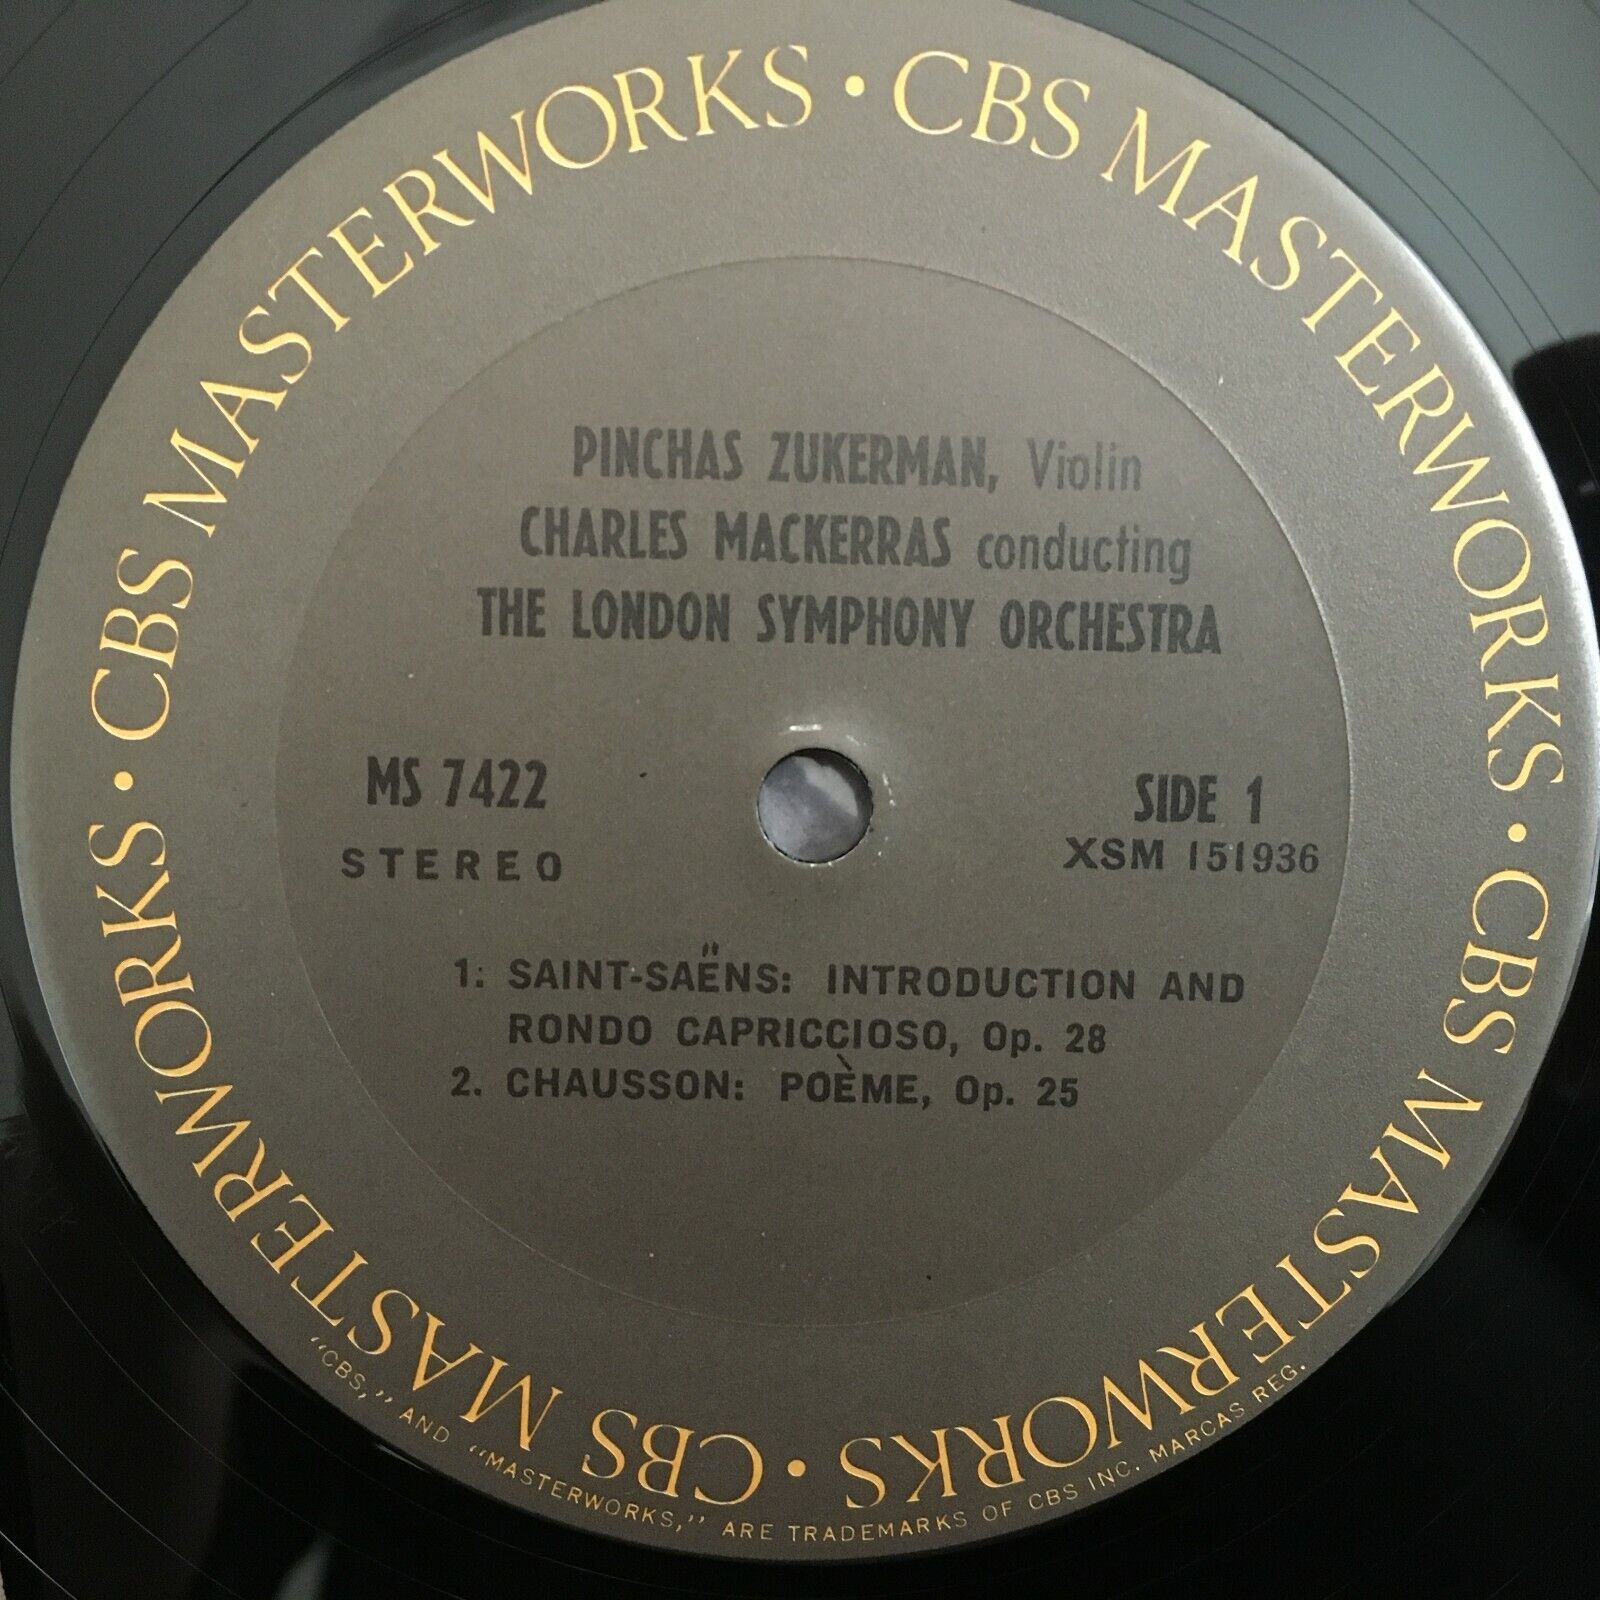 CBS MASTERWORKS · CBS MASTERWORKS · CBS MASTERWORKS · CBS MASTERWORKS ·
PINCHAS ZUKERMAN, Violin
CHARLES MACKERRAS conducting
THE LONDON SYMPHONY ORCHESTRA
MS 7422
STEREO
SIDE 1
XSM 151936
1: SAINT-SAËNS: INTRODUCTION AND
RONDO CAPRICCIOSO, Op. 28
2. CHAUSSON: POÈME, Op. 25
"CBS," AND "MASTERWORKS," ARE TRADEMARKS OF CBS INC. MARCAS REG.